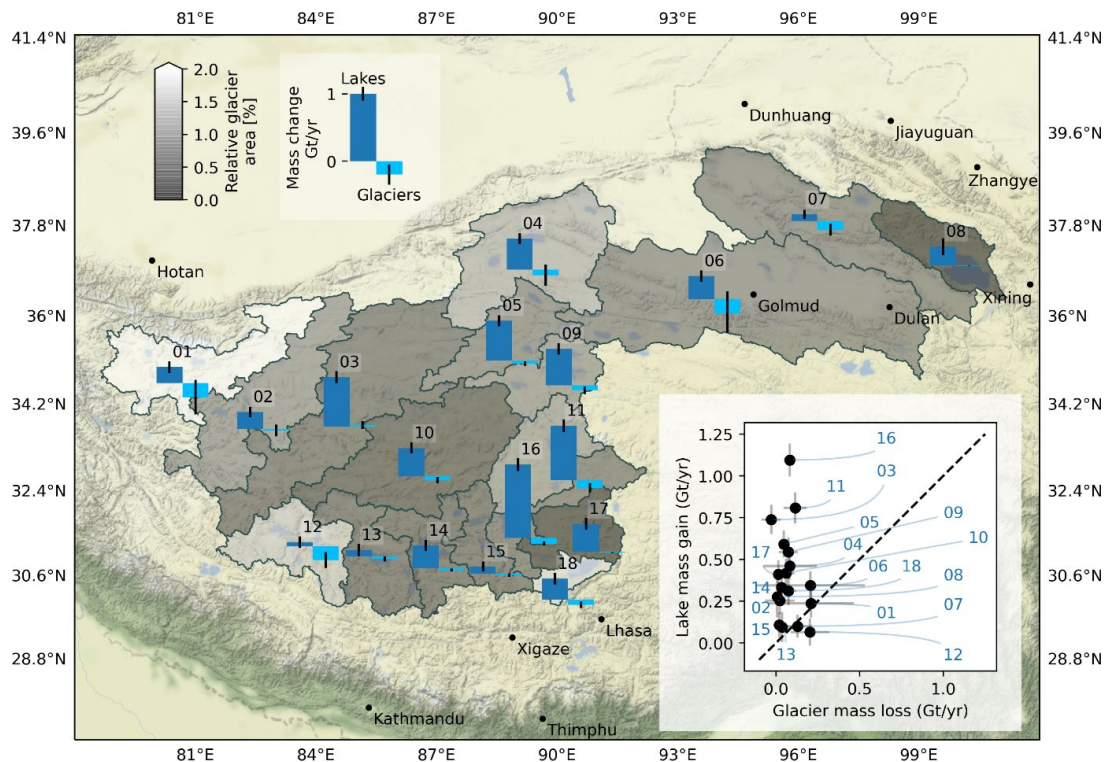 81°E 84°E 87°E 90°E 93°E 96°E 99°E
41.4°N 41.4°N
2.0
1.5
1.0
0.5
0.0
Relative glacier
area [%]
Lakes
1
0
Mass change
Gt/yr
Glaciers
Dunhuang
39.6°N 39.6°N
Jiayuguan
Zhangye
07
04
37.8°N 37.8°N
08
Hotan
06
Xining
Golmud
05
Dulan
36°N 36°N
09
01
03
02
34.2°N 34.2°N
11
10
16
32.4°N 32.4°N
17
12
13
14
15
18
30.6°N 30.6°N
Lhasa
Xigaze
28.8°N 28.8°N
Kathmandu
Thimphu
1.25
1.00
0.75
0.50
0.25
0.00
Lake mass gain (Gt/yr)
16
03
11
05
09
17
04
10
06
18
14
08
02
01
07
15
13
12
0.0 0.5 1.0
Glacier mass loss (Gt/yr)
81°E 84°E 87°E 90°E 93°E 96°E 99°E